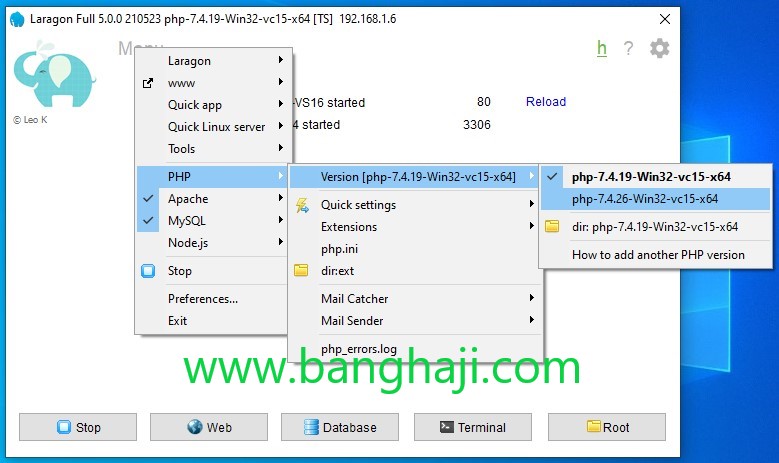 Laragon Full 5.0.0 210523 php-7.4.19-Win32-vc15-x64 [TS] 192.168.1.6
h ?
© Leo K
Laragon
www
Quick app
Quick Linux server
Tools
PHP
Apache
MySQL
Node.js
Stop
Preferences...
Exit
-VS16 started 80 Reload
4 started 3306
Version [php-7.4.19-Win32-vc15-x64]
Quick settings
Extensions
php.ini
dir:ext
Mail Catcher
Mail Sender
php_errors.log
php-7.4.19-Win32-vc15-x64
php-7.4.26-Win32-vc15-x64
dir: php-7.4.19-Win32-vc15-x64
How to add another PHP version
www.banghaji.com
Stop Web Database Terminal Root